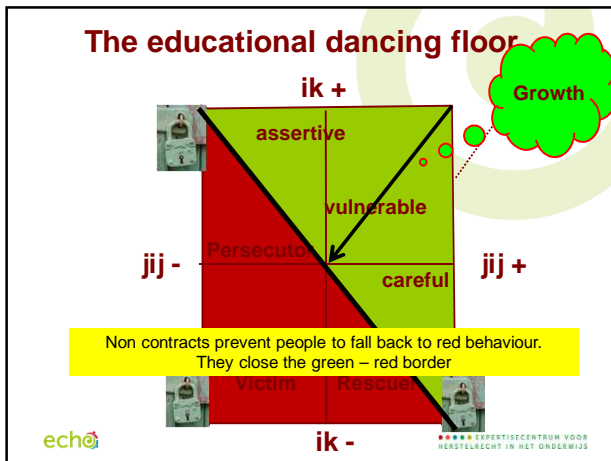 The educational dancing floor
ik +
Growth
assertive
vulnerable
Persecutor
jij -
jij +
careful
Non contracts prevent people to fall back to red behaviour.
They close the green – red border
Victim
Rescuer
ik -
echo
EXPERTISECENTRUM VOOR
HERSTELRECHT IN HET ONDERWIJS